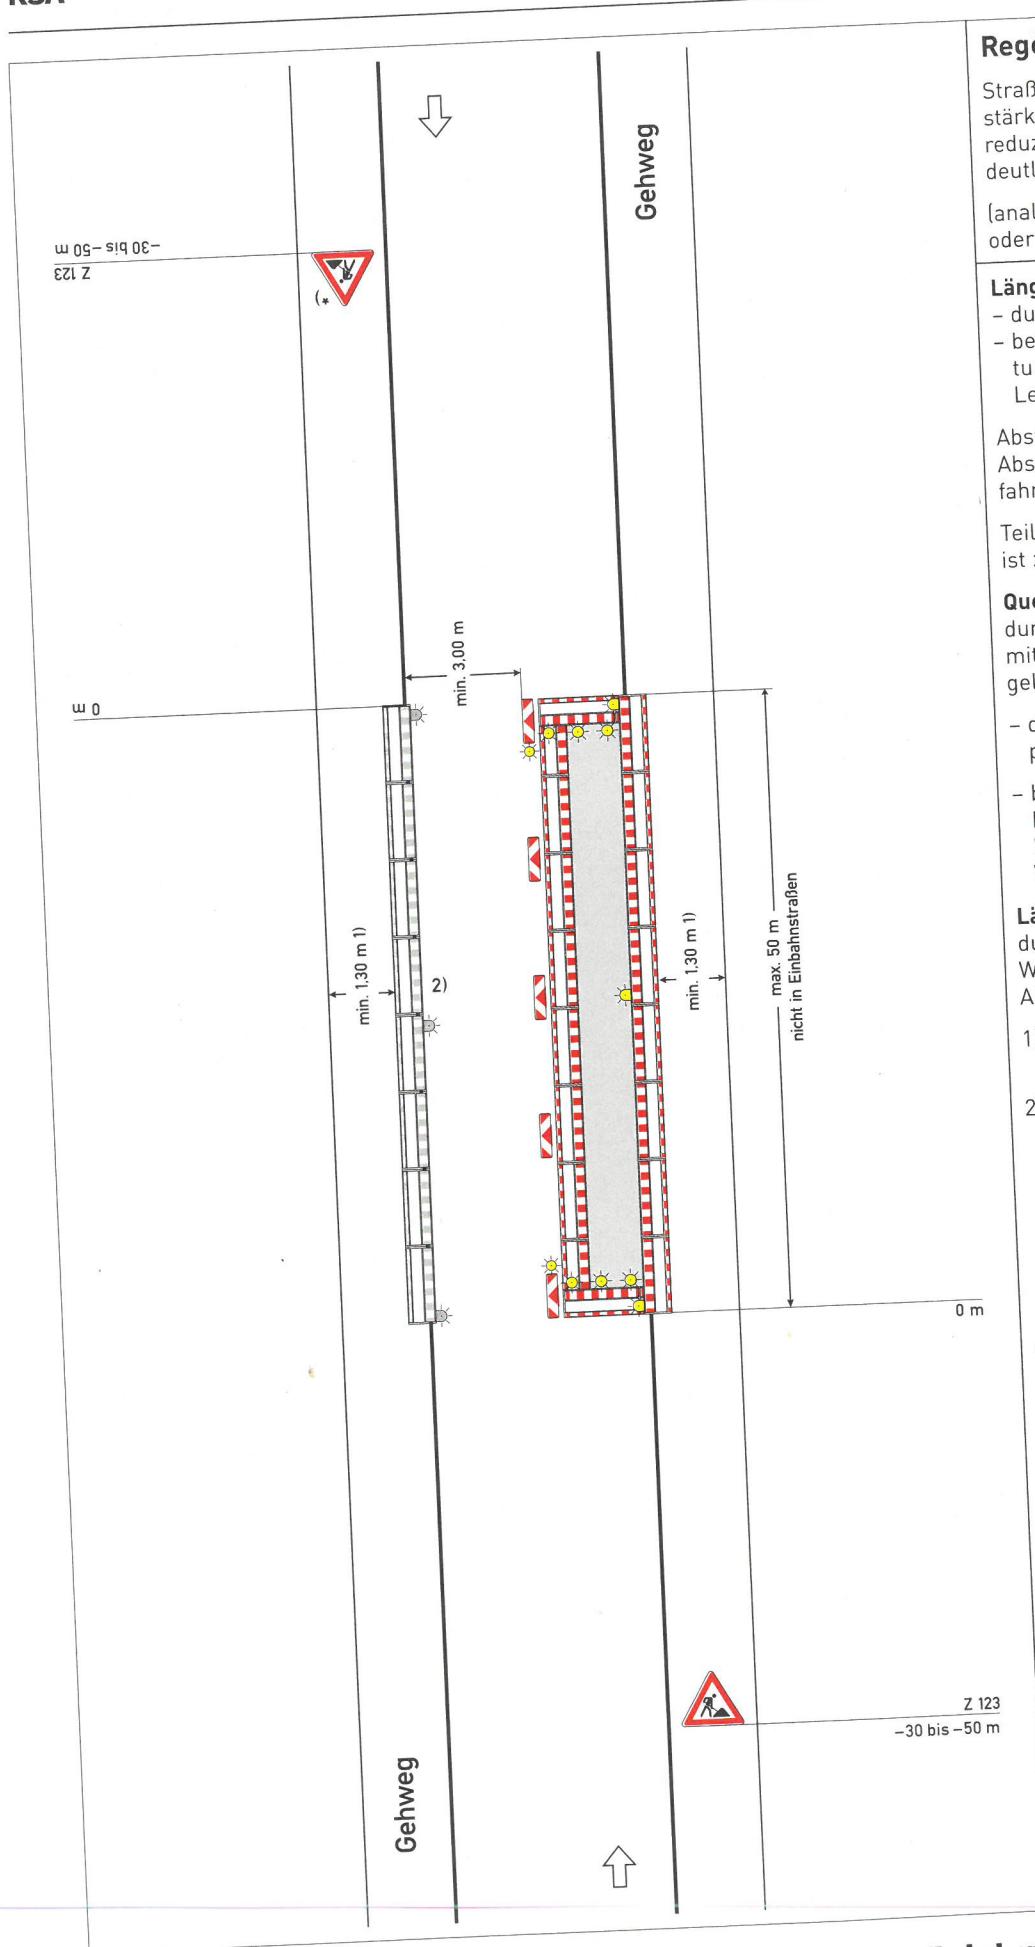 RSA
Gehweg
-30 bis -50 m
Z 123
*)
min. 3,00 m
0 m
min. 1,30 m 1)
2)
min. 1,30 m 1)
max. 50 m
nicht in Einbahnstraßen
0 m
Z 123
-30 bis -50 m
Gehweg
Rege
Straß
stärk
reduz
deutl
(anal
oder
Läng
– du
– be
tu
Le
Abs
Abs
fahr
Teil
ist
Que
dur
mit
gel
Lä
du
W
A
1
2